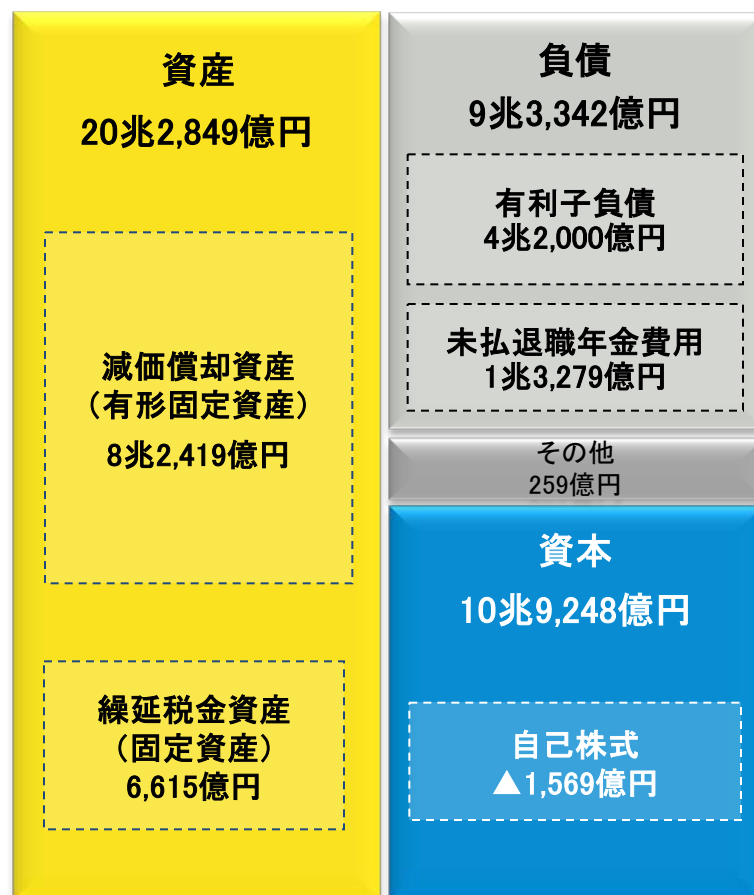 資産
20兆2,849億円
減価償却資産
（有形固定資産）
8兆2,419億円
繰延税金資産
（固定資産）
6,615億円
負債
9兆3,342億円
有利子負債
4兆2,000億円
未払退職年金費用
1兆3,279億円
その他
259億円
資本
10兆9,248億円
自己株式
▲1,569億円